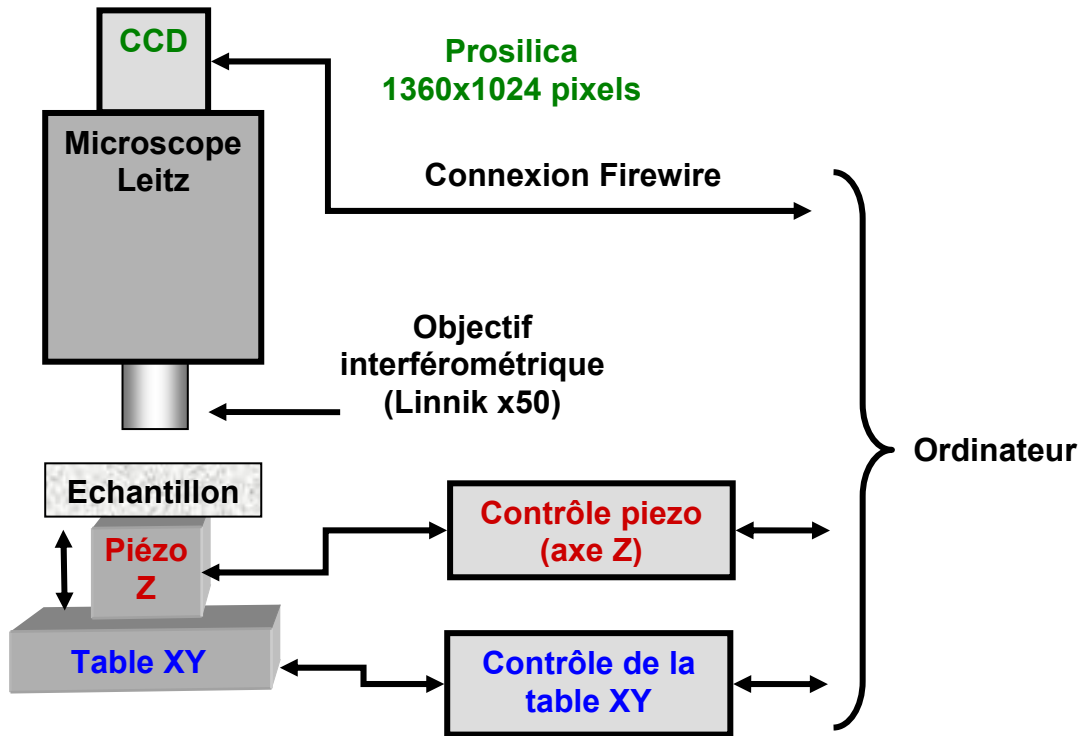 CCD
Prosilica
1360x1024 pixels
Microscope
Leitz
Connexion Firewire
Objectif
interférométrique
(Linnik x50)
Ordinateur
Echantillon
Piézo
Z
Contrôle piezo
(axe Z)
Table XY
Contrôle de la
table XY